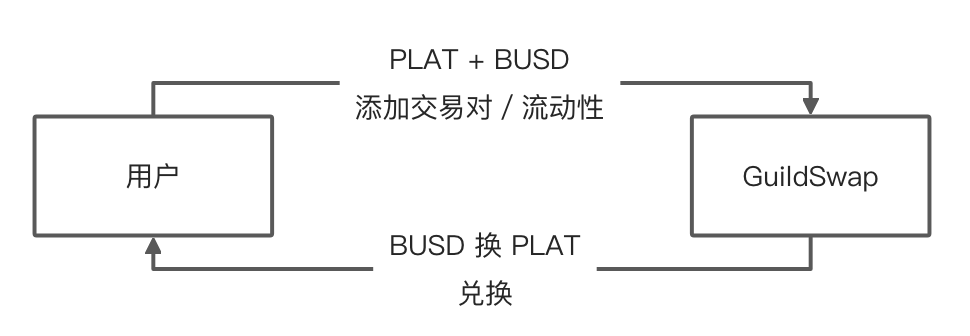 PLAT + BUSD
添加交易对 / 流动性
用户
GuildSwap
BUSD 换 PLAT
兑换